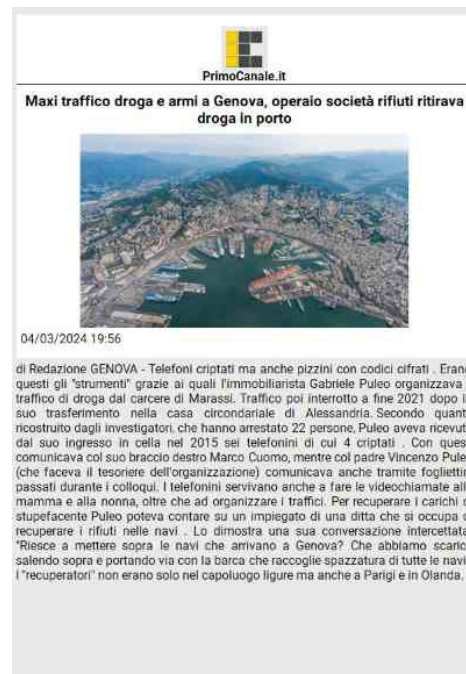 PrimoCanale.it
Maxi traffico droga e armi a Genova, operaio società rifiuti ritirava
droga in porto
04/03/2024 19:56
di Redazione GENOVA - Telefoni criptati ma anche pizzini con codici cifrati . Eran
questi gli "strumenti" grazie ai quali l'immobiliarista Gabriele Puleo organizzava
traffico di droga dal carcere di Marassi. Traffico poi interrotto a fine 2021 dopo i
suo trasferimento nella casa circondariale di Alessandria. Secondo quant
ricostruito dagli investigatori, che hanno arrestato 22 persone, Puleo aveva ricevut
dal suo ingresso in cella nel 2015 sei telefonini di cui 4 criptati . Con ques
comunicava col suo braccio destro Marco Cuomo, mentre col padre Vincenzo Pule
(che faceva il tesoriere dell'organizzazione) comunicava anche tramite fogliettin
passati durante i colloqui. I telefonini servivano anche a fare le videochiamate all
mamma e alla nonna, oltre che ad organizzare i traffici. Per recuperare i carichi
stupefacente Puleo poteva contare su un impiegato di una ditta che si occupa
recuperare i rifiuti nelle navi . Lo dimostra una sua conversazione intercettata
"Riesce a mettere sopra le navi che arrivano a Genova? Che abbiamo scaric
salendo sopra e portando via con la barca che raccoglie spazzatura di tutte le navi
I "recuperatori" non erano solo nel capoluogo ligure ma anche a Parigi e in Olanda,